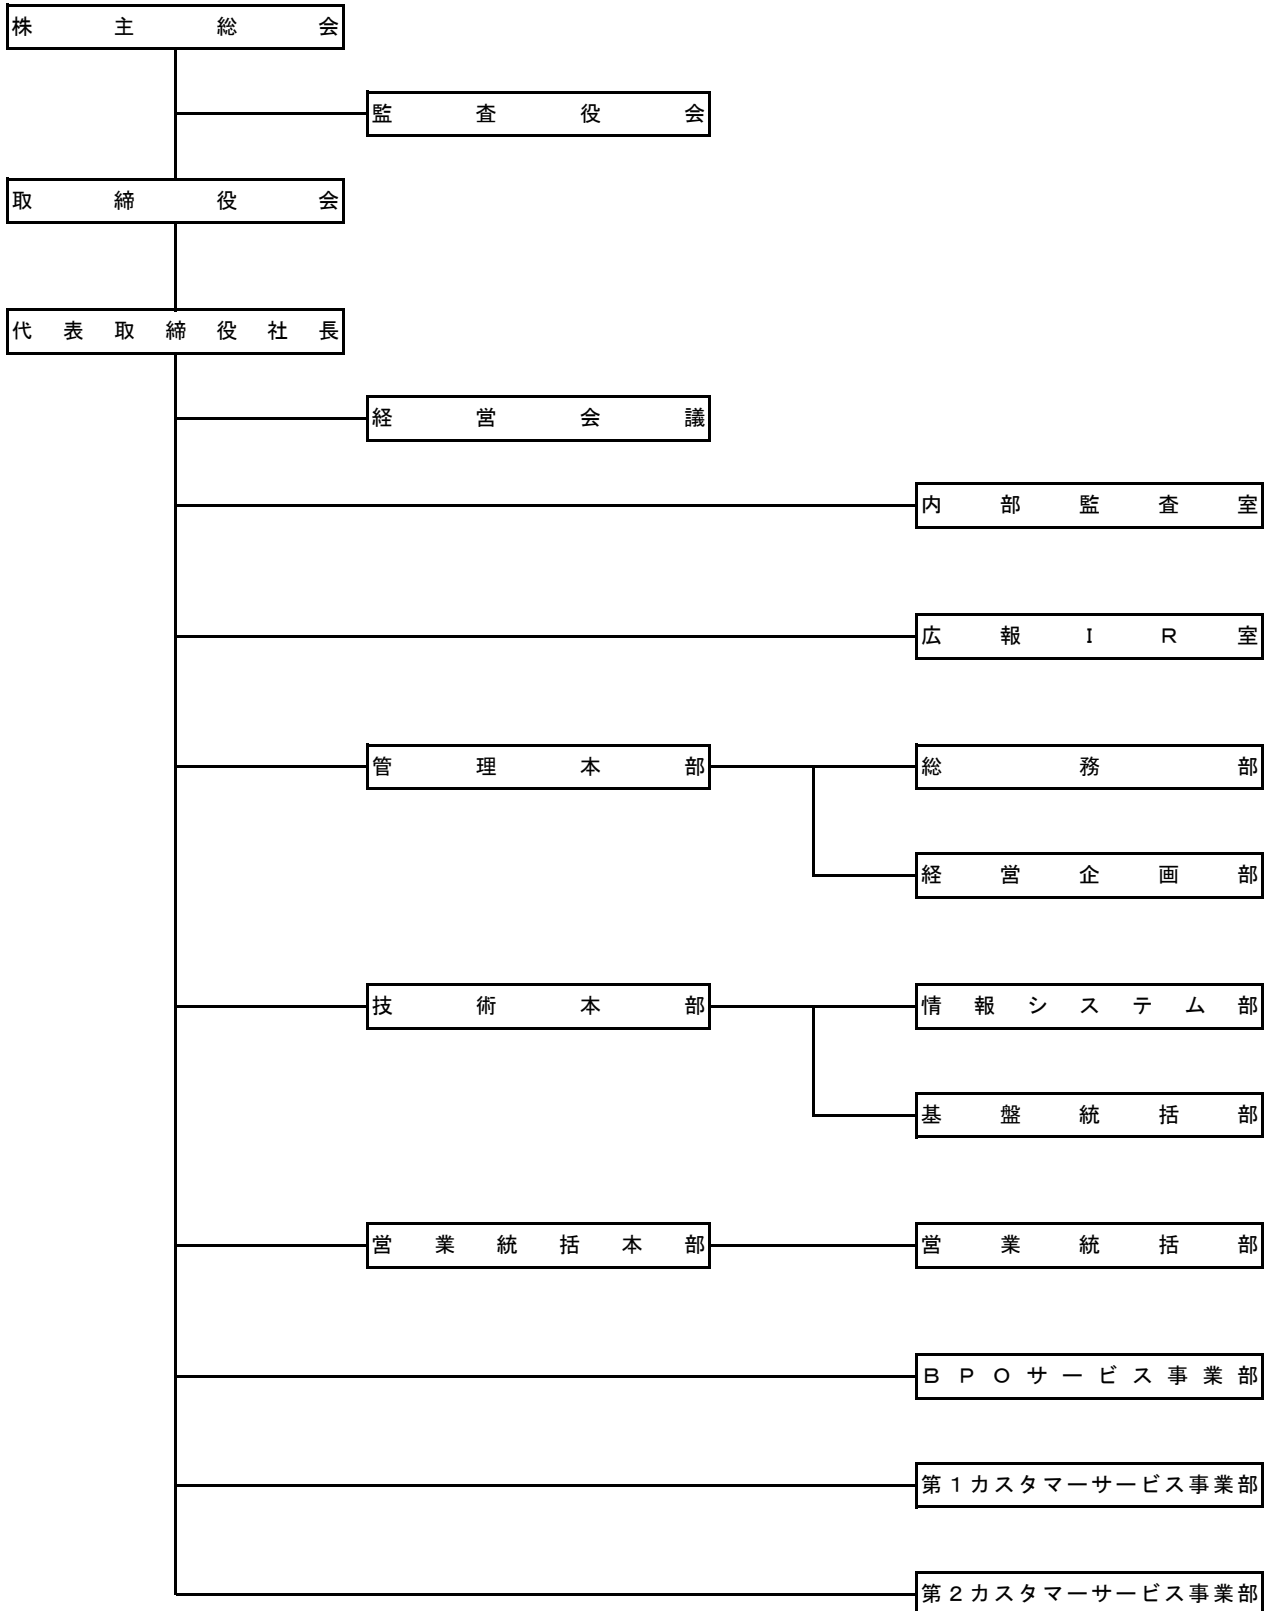 株主総会
監査役会
取締役会
代表取締役社長
経営会議
内部監査室
広報ＩＲ室
管理本部
総務部
経営企画部
技術本部
情報システム部
基盤統括部
営業統括本部
営業統括部
ＢＰＯサービス事業部
第１カスタマーサービス事業部
第２カスタマーサービス事業部